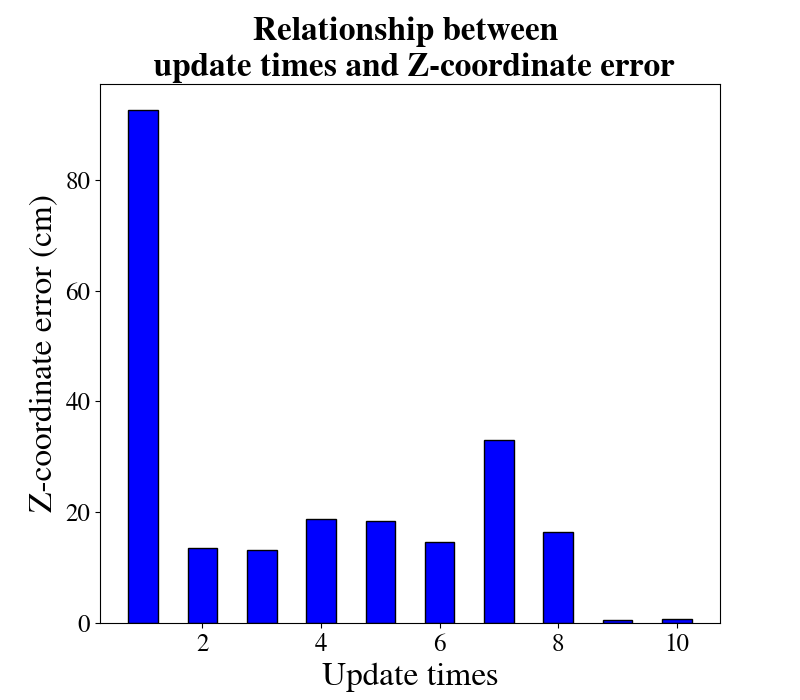 Relationship between
update times and Z-coordinate error
Z-coordinate error (cm)
80
60
40
20
0
2 4 6 8 10
Update times